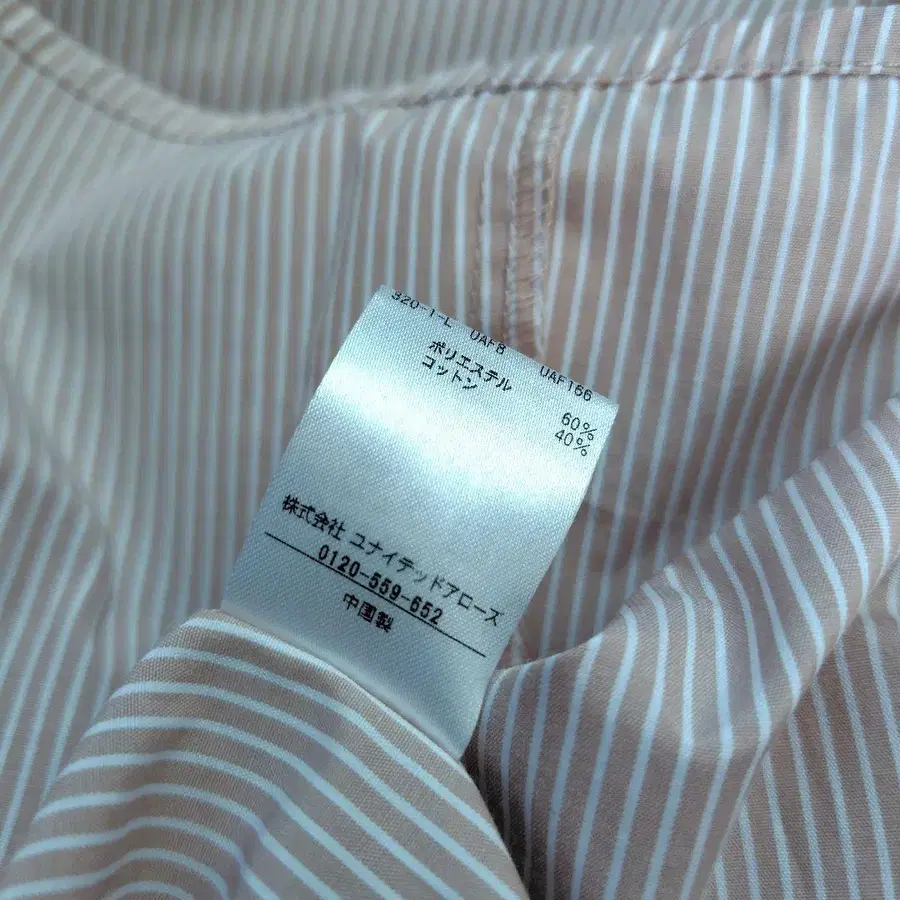 320-1-L UAF8 UAF166
ポリエステル 60%
コットン 40%
株式会社 ユナイテッドアローズ
0120-559-652
中国製